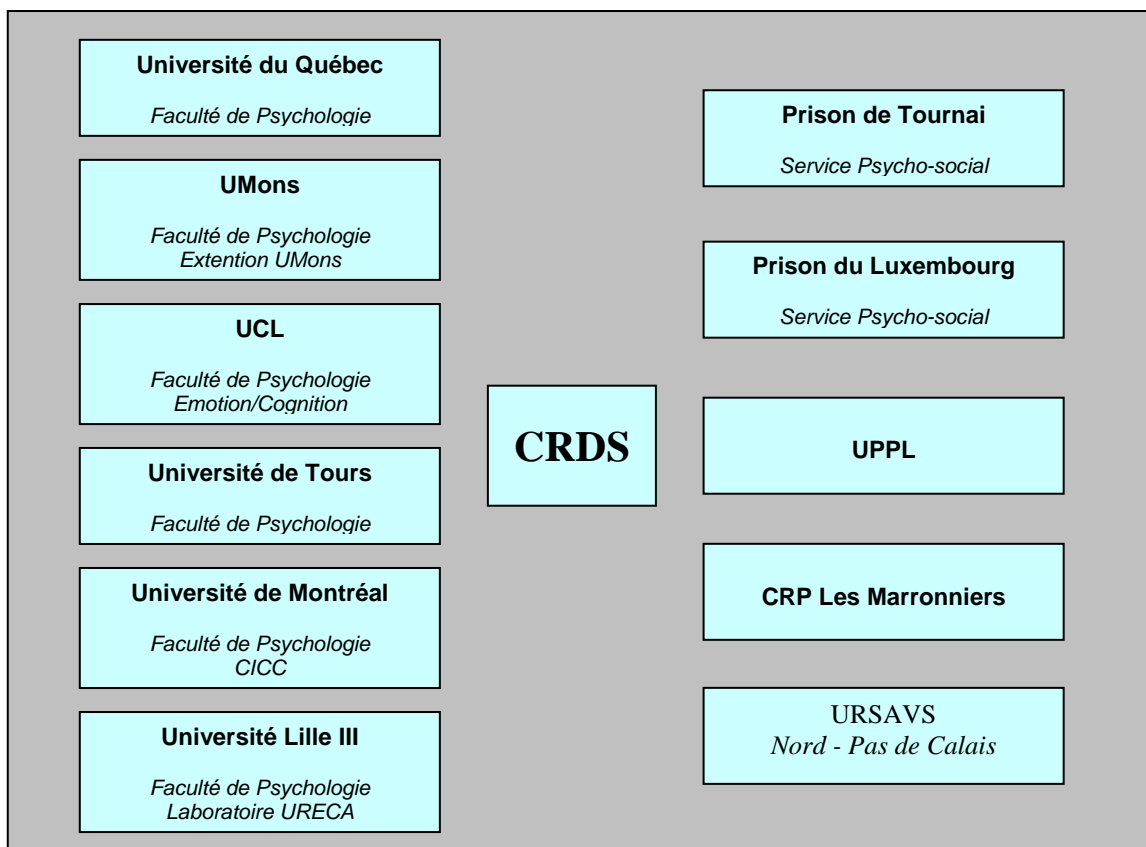 Université du Québec
Faculté de Psychologie
UMons
Faculté de Psychologie
Extention UMons
UCL
Faculté de Psychologie
Emotion/Cognition
Université de Tours
Faculté de Psychologie
Université de Montréal
Faculté de Psychologie
CICC
Université Lille III
Faculté de Psychologie
Laboratoire URECA
CRDS
Prison de Tournai
Service Psycho-social
Prison du Luxembourg
Service Psycho-social
UPPL
CRP Les Marronniers
URSAVS
Nord - Pas de Calais